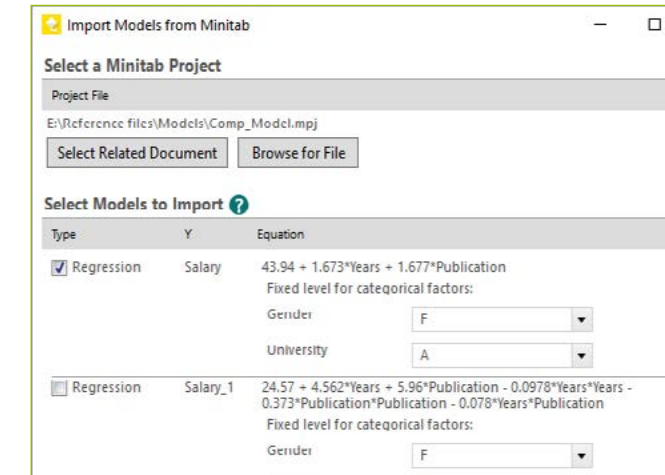 Import Models from Minitab
Select a Minitab Project
Project File
E:\Reference files\Models\Comp_Model.mpj
Select Related Document Browse for File
Select Models to Import ?
Type Y Equation
Regression Salary 43.94 + 1.673*Years + 1.677*Publication
Fixed level for categorical factors:
Gender F
University A
Regression Salary_1 24.57 + 4.562*Years + 5.96*Publication - 0.0978*Years*Years -
0.373*Publication*Publication - 0.078*Years*Publication
Fixed level for categorical factors:
Gender F